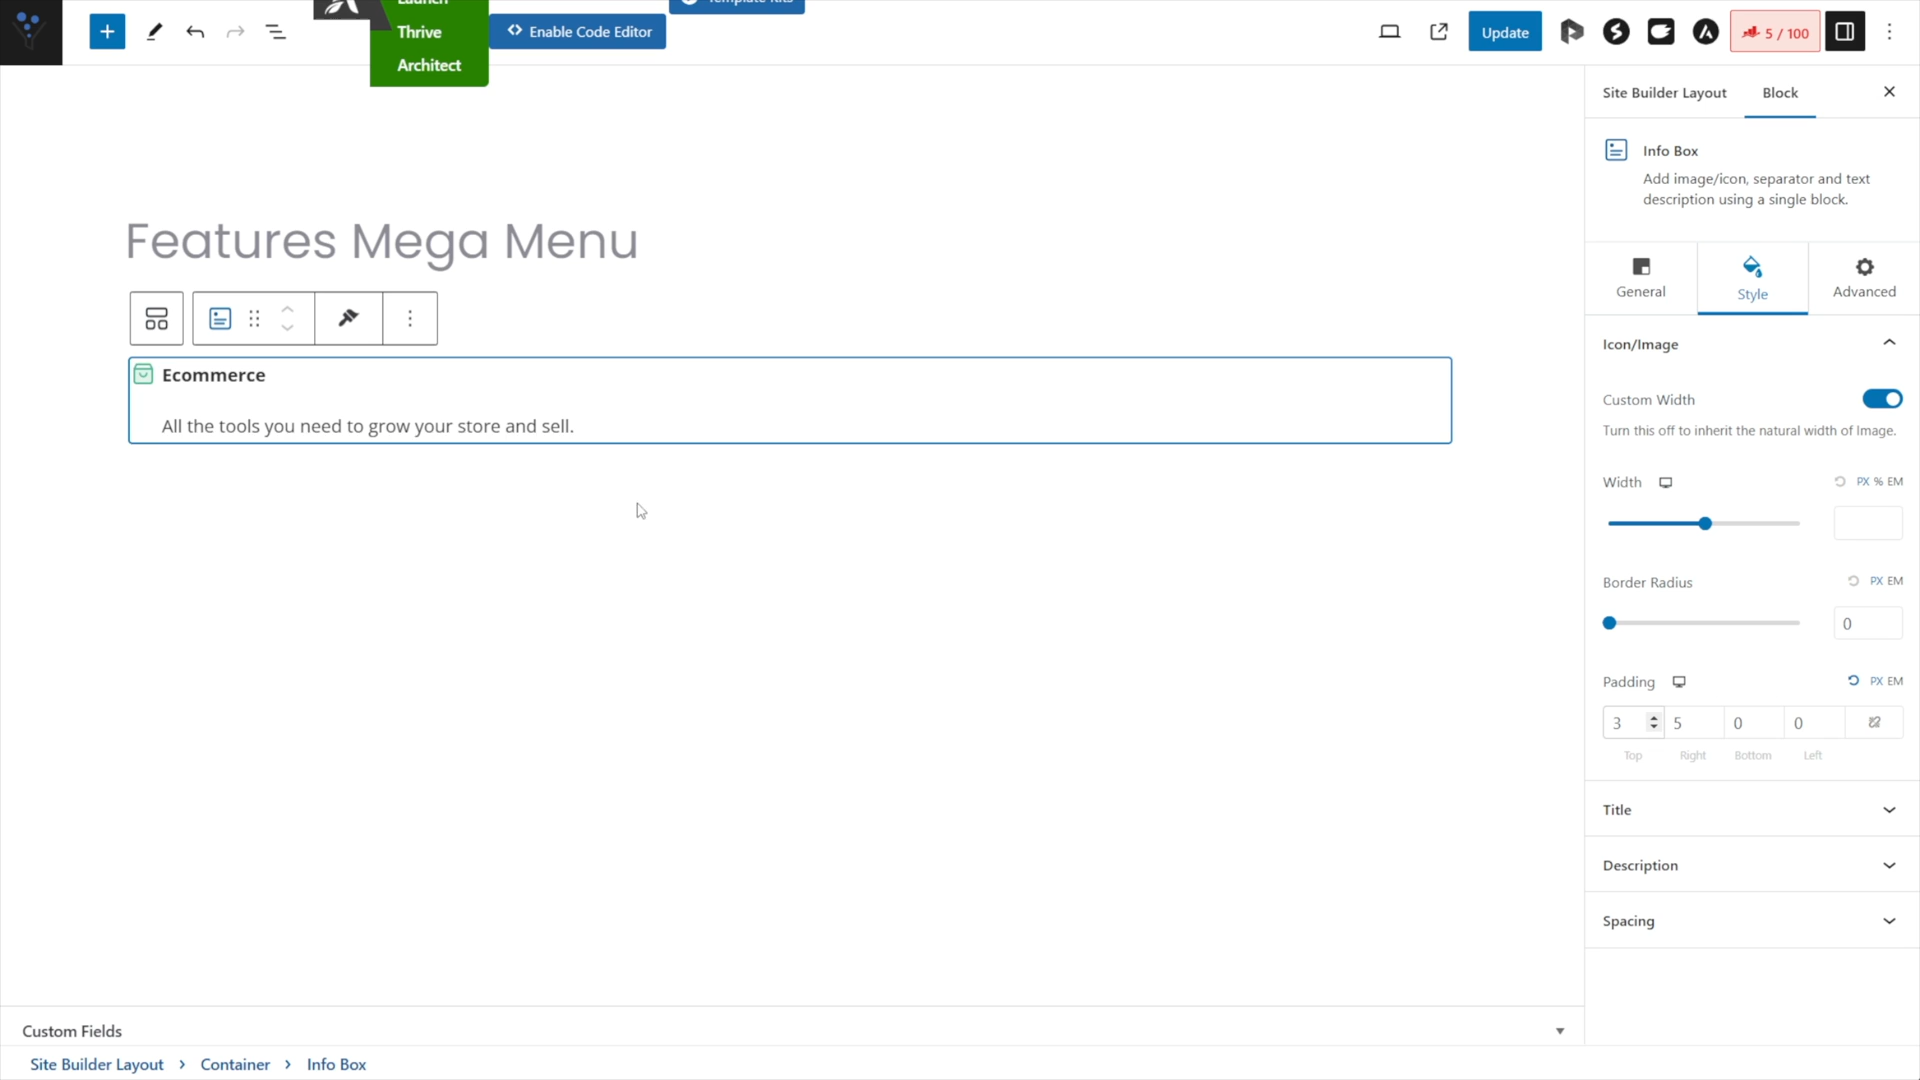 Launch
Thrive
Architect
Enable Code Editor
Template Kits
Update
5 / 100
Site Builder Layout
Block
Info Box
Add image/icon, separator and text
description using a single block.
General
Style
Advanced
Features Mega Menu
Ecommerce
All the tools you need to grow your store and sell.
Icon/Image
Custom Width
Turn this off to inherit the natural width of Image.
Width
PX % EM
Border Radius
PX EM
0
Padding
PX EM
3 5 0 0
Top Right Bottom Left
Title
Description
Spacing
Custom Fields
Site Builder Layout > Container > Info Box